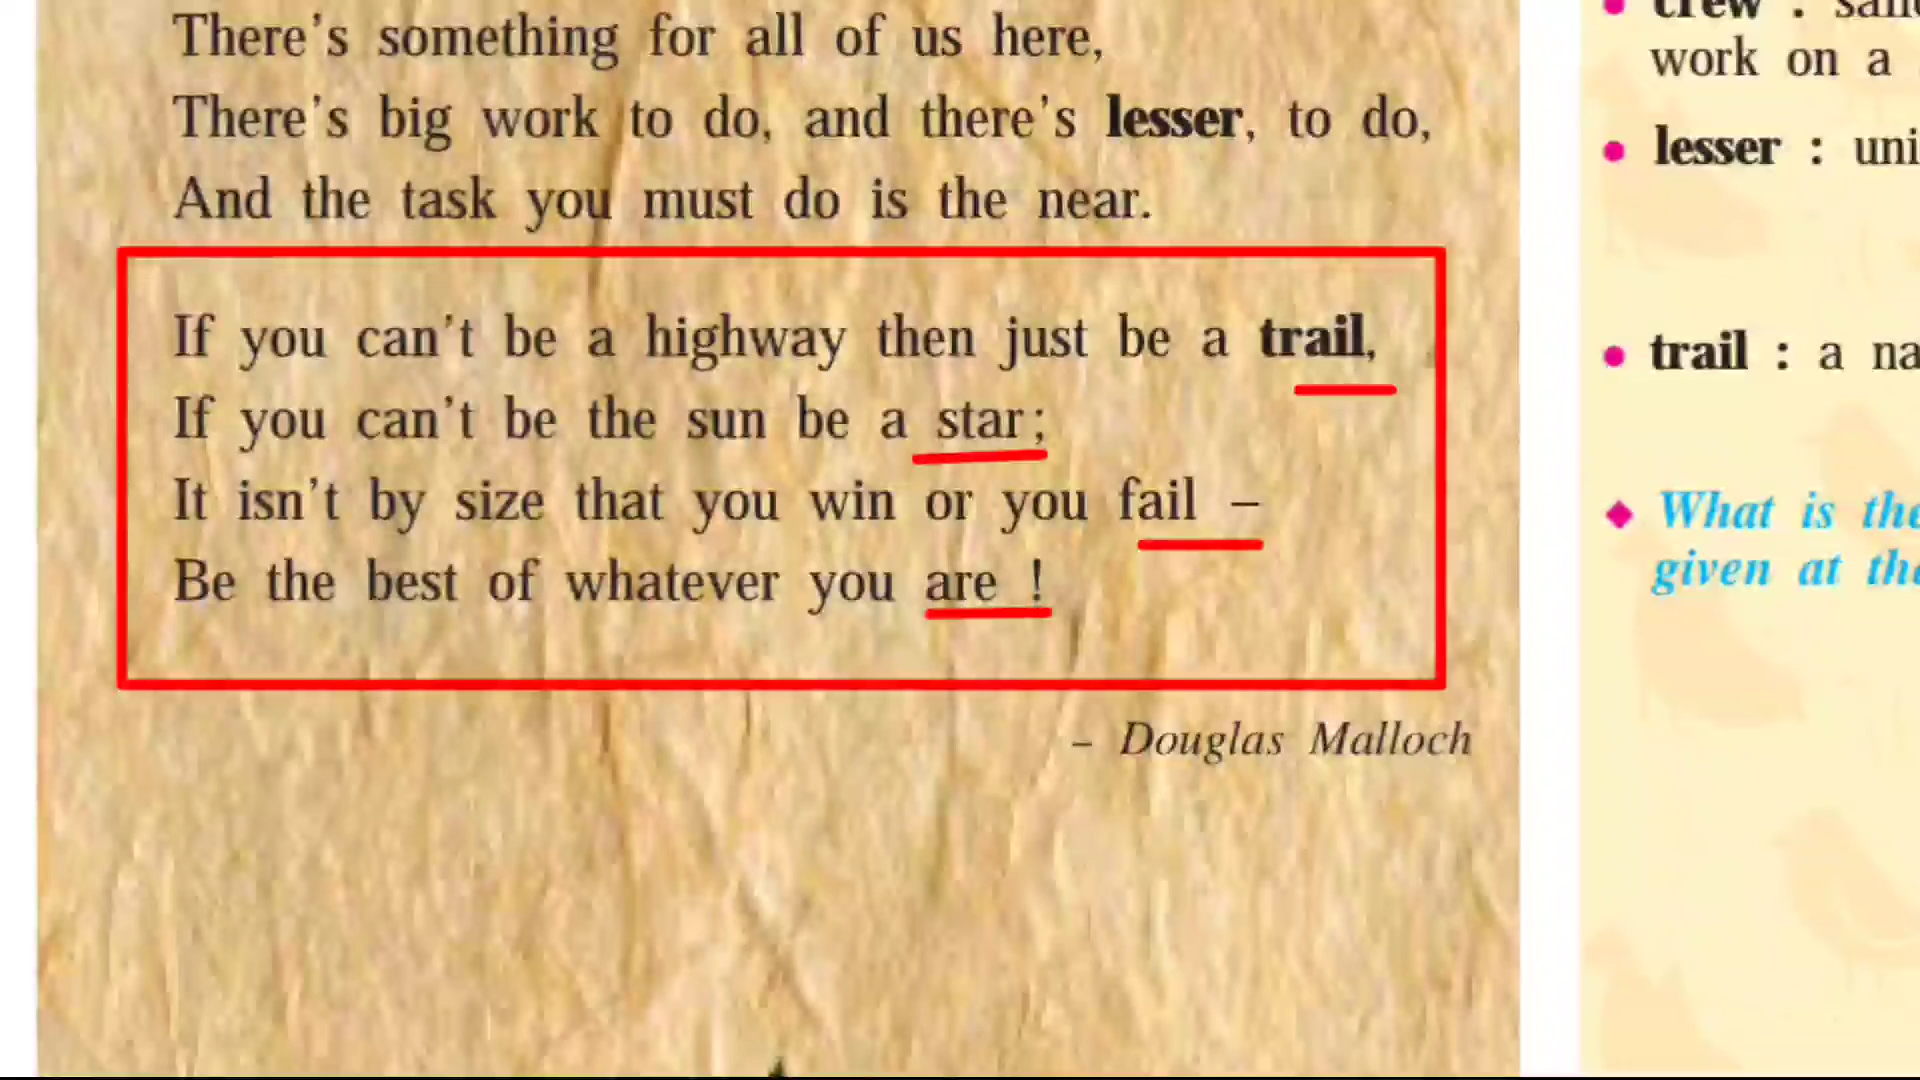 There's something for all of us here,
There's big work to do, and there's lesser, to do,
And the task you must do is the near.
If you can't be a highway then just be a trail,
If you can't be the sun be a star;
It isn't by size that you win or you fail –
Be the best of whatever you are !
– Douglas Malloch
crew :
work on a
lesser :
trail : a
What is
given at